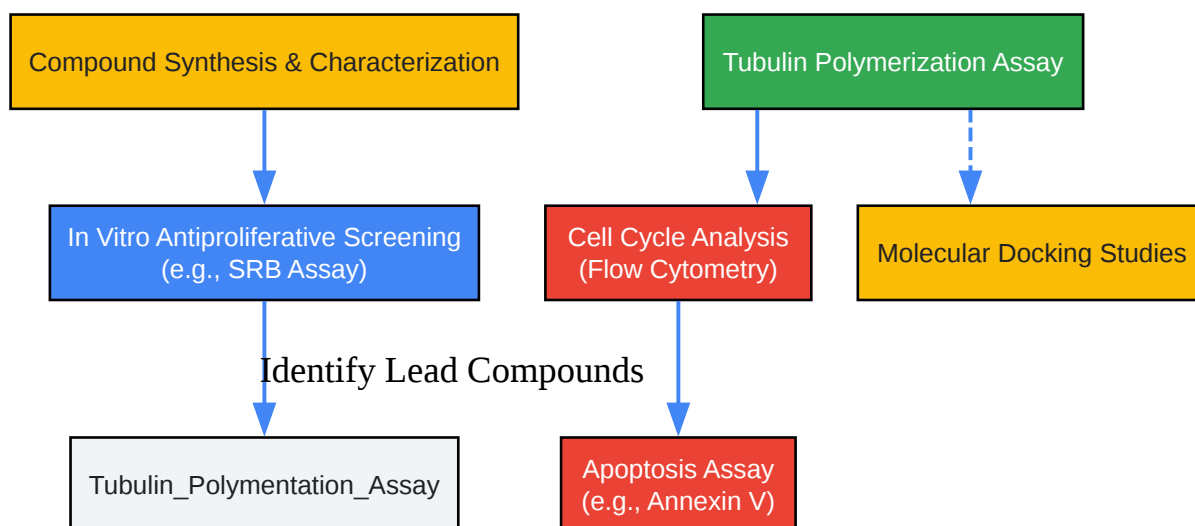 Compound Synthesis & Characterization
Tubulin Polymerization Assay
In Vitro Antiproliferative Screening
(e.g., SRB Assay)
Cell Cycle Analysis
(Flow Cytometry)
Molecular Docking Studies
Identify Lead Compounds
Tubulin_Polymentation_Assay
Apoptosis Assay
(e.g., Annexin V)